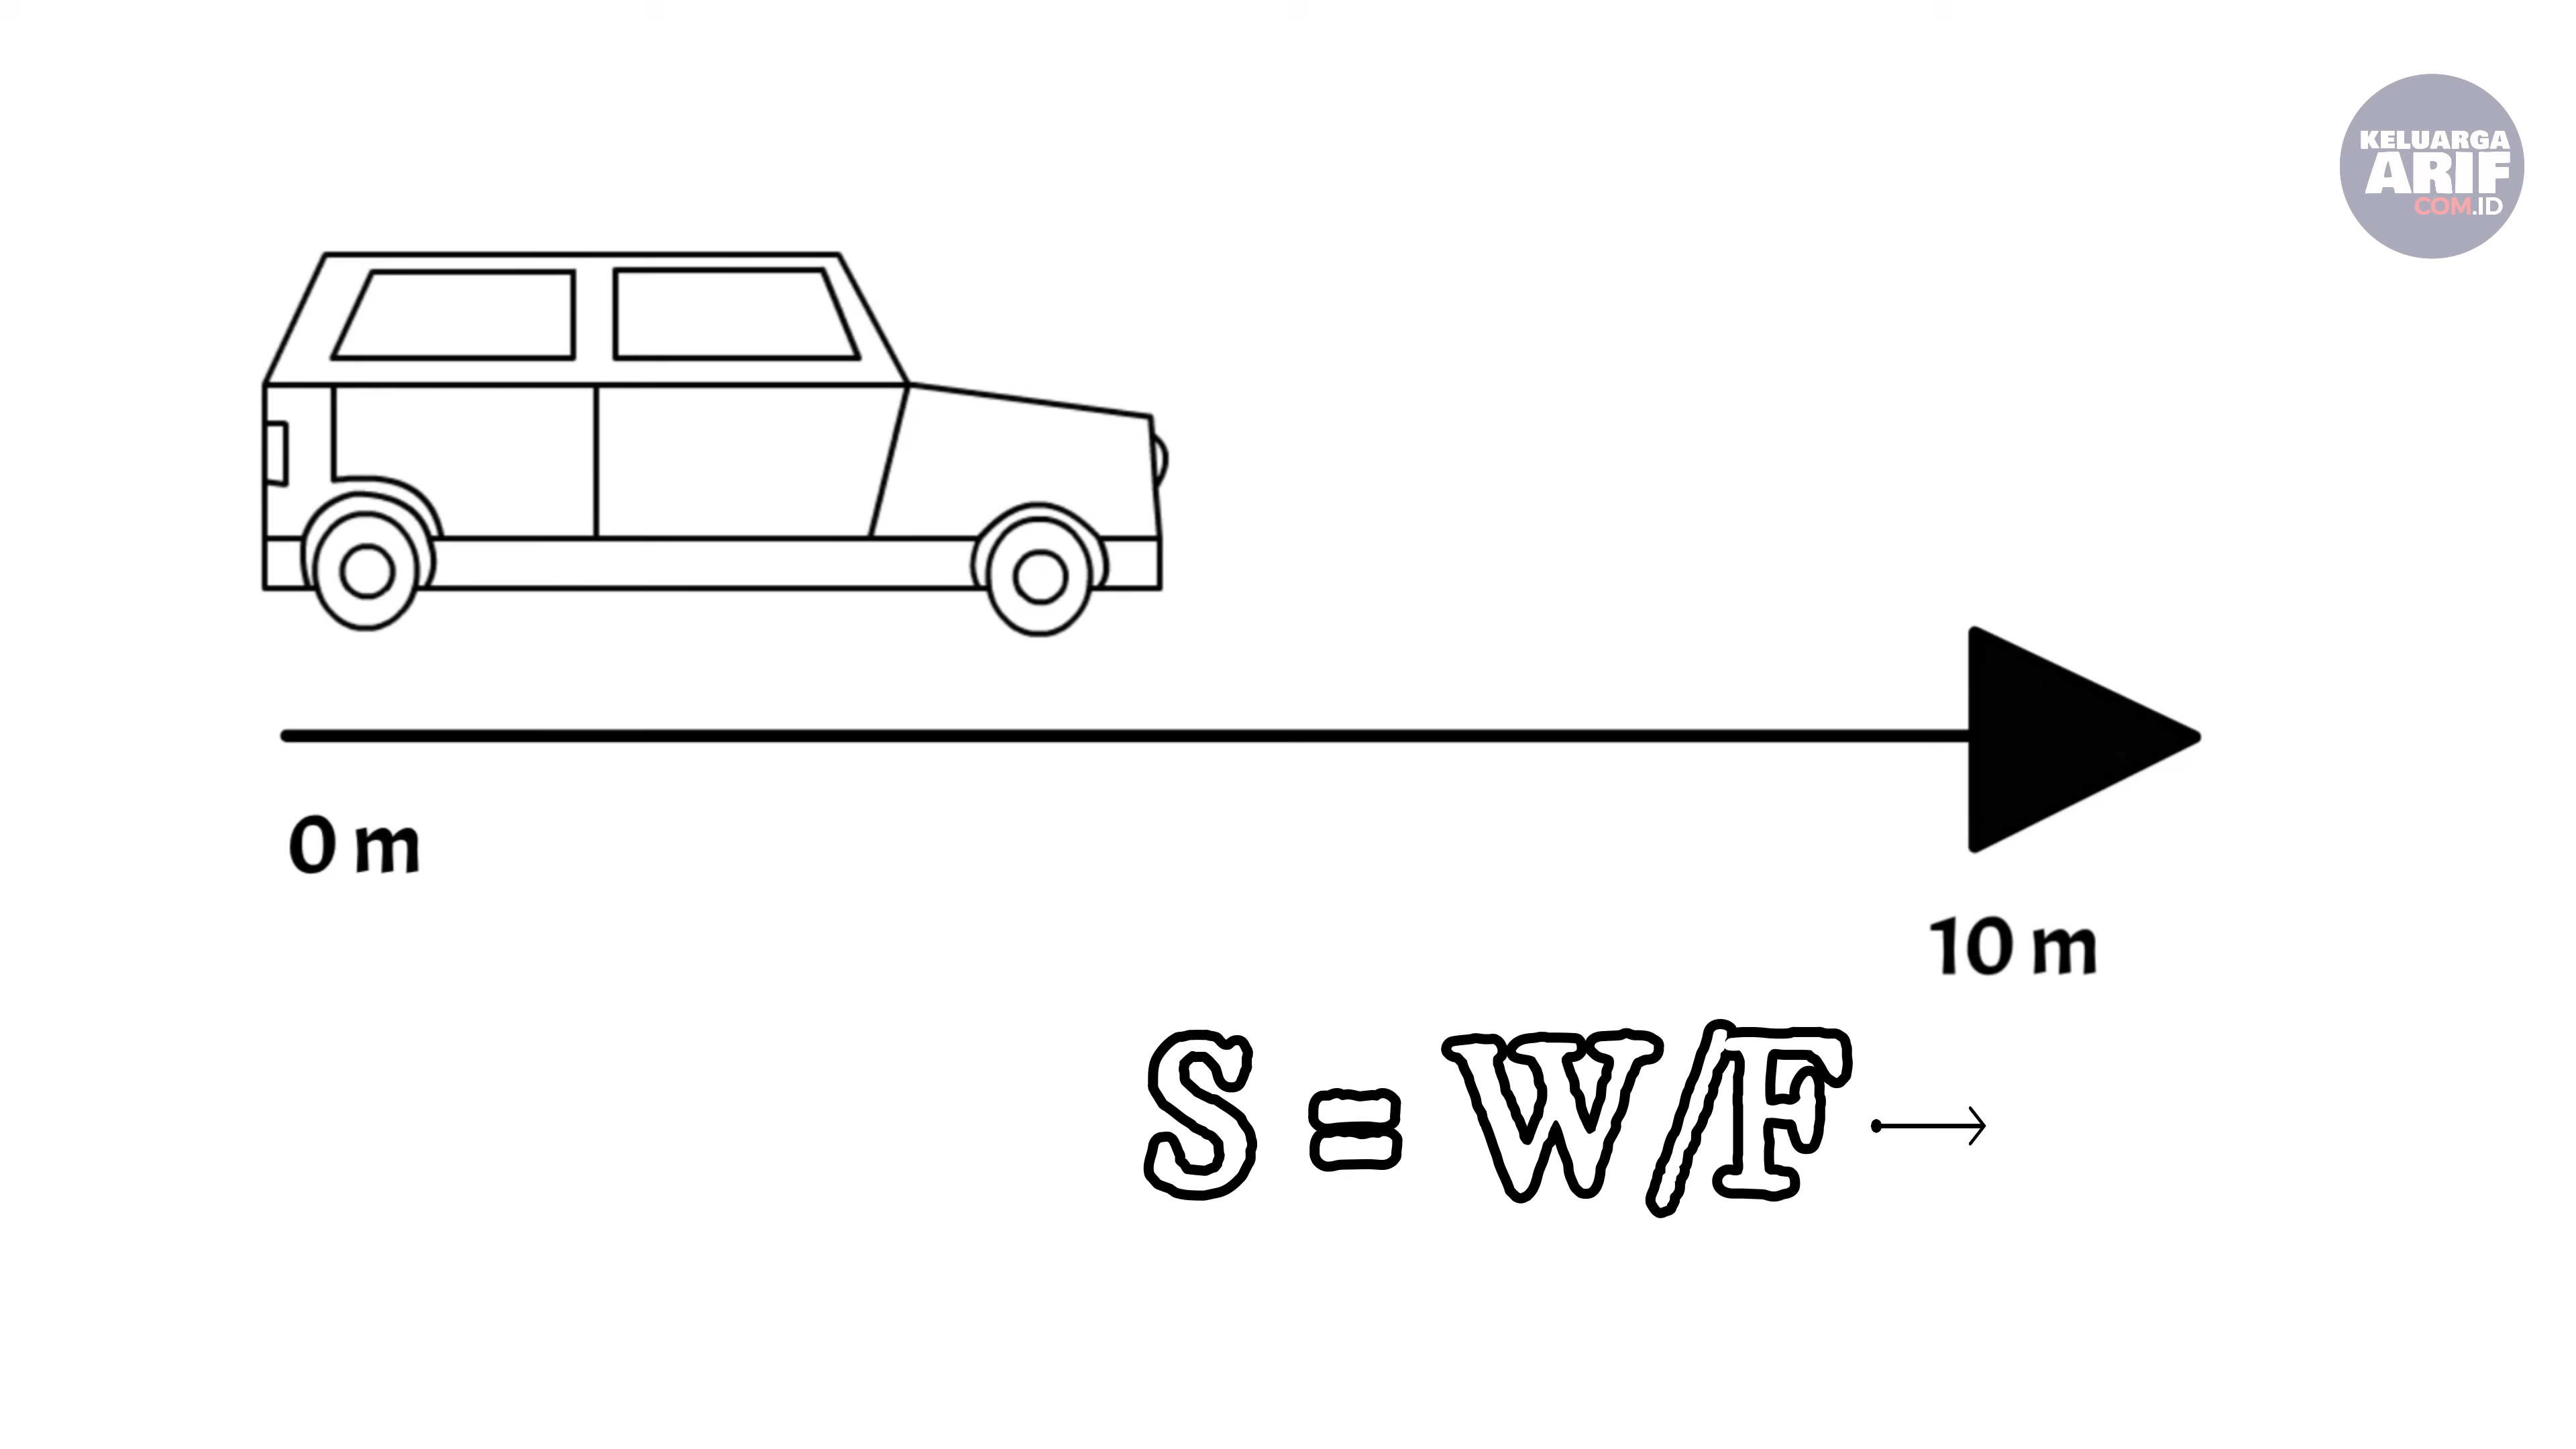 KELUARGA
ARIF
COM.ID
0 m
10 m
S = W/F